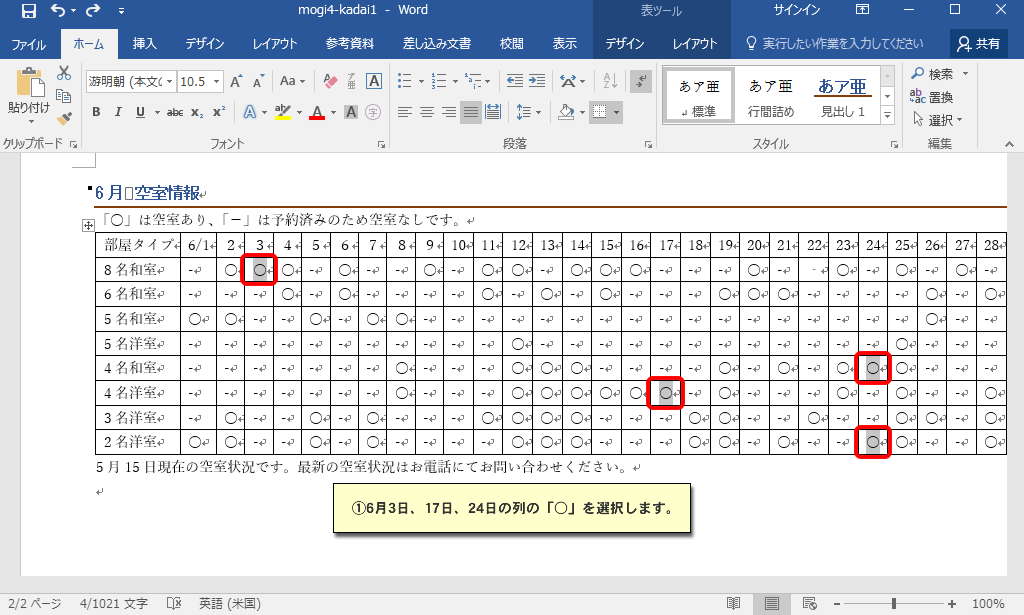 mogi4-kadai1 - Word 表ツール サインイン
ファイル ホーム 挿入 デザイン レイアウト 参考資料 差し込み文書 校閲 表示 デザイン レイアウト 実行したい作業を入力してください 共有
貼り付け 游明朝 (本文の 10.5 A A Aa A あア亜 あア亜 あア亜 検索
B I U abc x₂ x² A A A 字 標準 行間詰め 見出し 1 置換
選択
クリップボード フォント 段落 スタイル 編集
6月 空室情報
「○」は空室あり、「－」は予約済みのため空室なしです。
部屋タイプ 6/1 2 3 4 5 6 7 8 9 10 11 12 13 14 15 16 17 18 19 20 21 22 23 24 25 26 27 28
8名和室 - ○ ○ ○ - ○ - - ○ - ○ ○ - ○ ○ ○ - - - ○ - - ○ - ○ - ○ -
6名和室 - - - ○ - ○ - - - - ○ - ○ - ○ - - - ○ ○ ○ - - - - ○ - ○
5名和室 ○ ○ - - ○ - ○ ○ - - - - - - - - - - - - - - - - - ○ - -
5名洋室 - - - - - - - - - - - ○ - - - - - - - - - - - - ○ - - -
4名和室 - - - - - - - ○ - - - ○ ○ ○ - - - - ○ - ○ - ○ ○ ○ - - -
4名洋室 - - - - - - - ○ - - - ○ ○ ○ ○ ○ ○ - ○ - - - ○ - ○ - - ○
3名洋室 - ○ - - ○ - ○ - - - ○ ○ ○ ○ - - - ○ ○ - - ○ - - ○ ○ - ○
2名洋室 ○ ○ - - ○ - ○ - - - - ○ ○ ○ - - - ○ ○ - ○ - - ○ ○ - - ○
5月15日現在の空室状況です。最新の空室状況はお電話にてお問い合わせください。
①6月3日、17日、24日の列の「○」を選択します。
2/2 ページ 4/1021 文字 英語 (米国) 100%